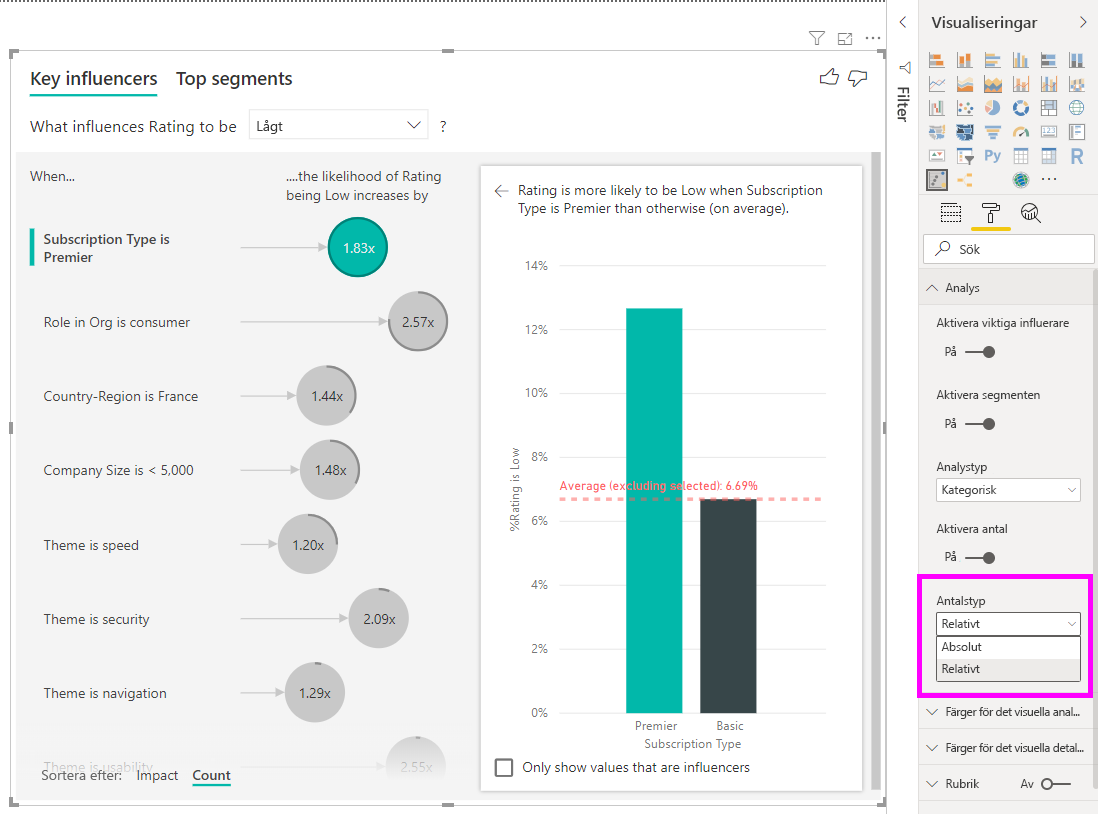 Key influencers Top segments
What influences Rating to be Lågt ?
When...
....the likelihood of Rating
being Low increases by
Subscription Type is
Premier
1.83x
Role in Org is consumer
2.57x
Country-Region is France
1.44x
Company Size is < 5,000
1.48x
Theme is speed
1.20x
Theme is security
2.09x
Theme is navigation
1.29x
Theme is usability
2.55x
Sortera efter: Impact Count
Rating is more likely to be Low when Subscription
Type is Premier than otherwise (on average).
14%
12%
10%
8%
6%
4%
2%
0%
%Rating is Low
Average (excluding selected): 6.69%
Premier Basic
Subscription Type
Only show values that are influencers
Filter
Visualiseringar
123
Py
R
Sök
Analys
Aktivera viktiga influerare
På
Aktivera segmenten
På
Analystyp
Kategorisk
Aktivera antal
På
Antalstyp
Relativt
Absolut
Relativt
Färger för det visuella anal...
Färger för det visuella detal...
Rubrik Av